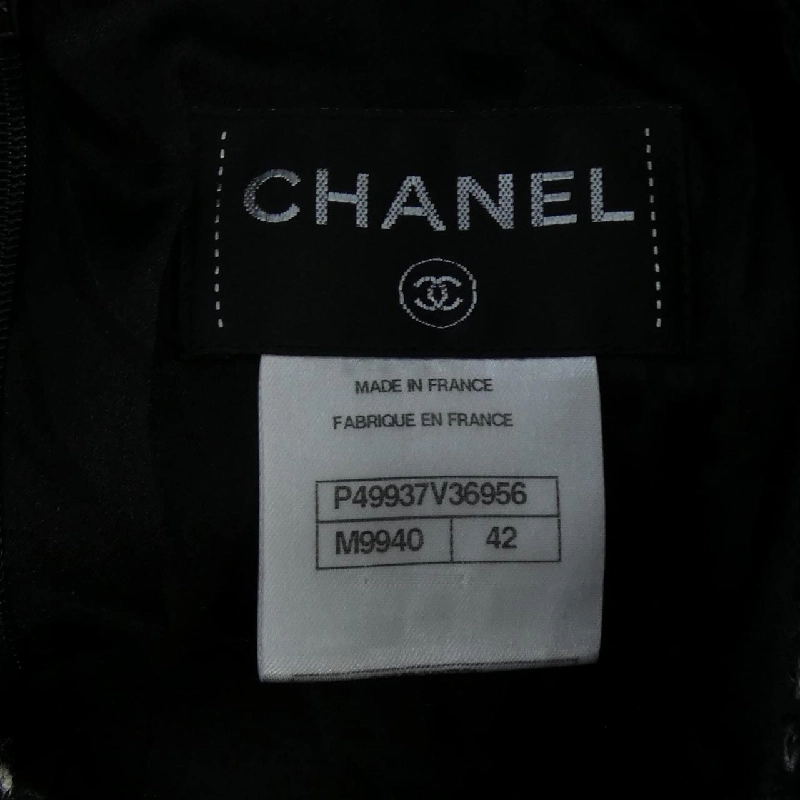 CHANEL
MADE IN FRANCE
FABRIQUE EN FRANCE
P49937V36956
M9940 42